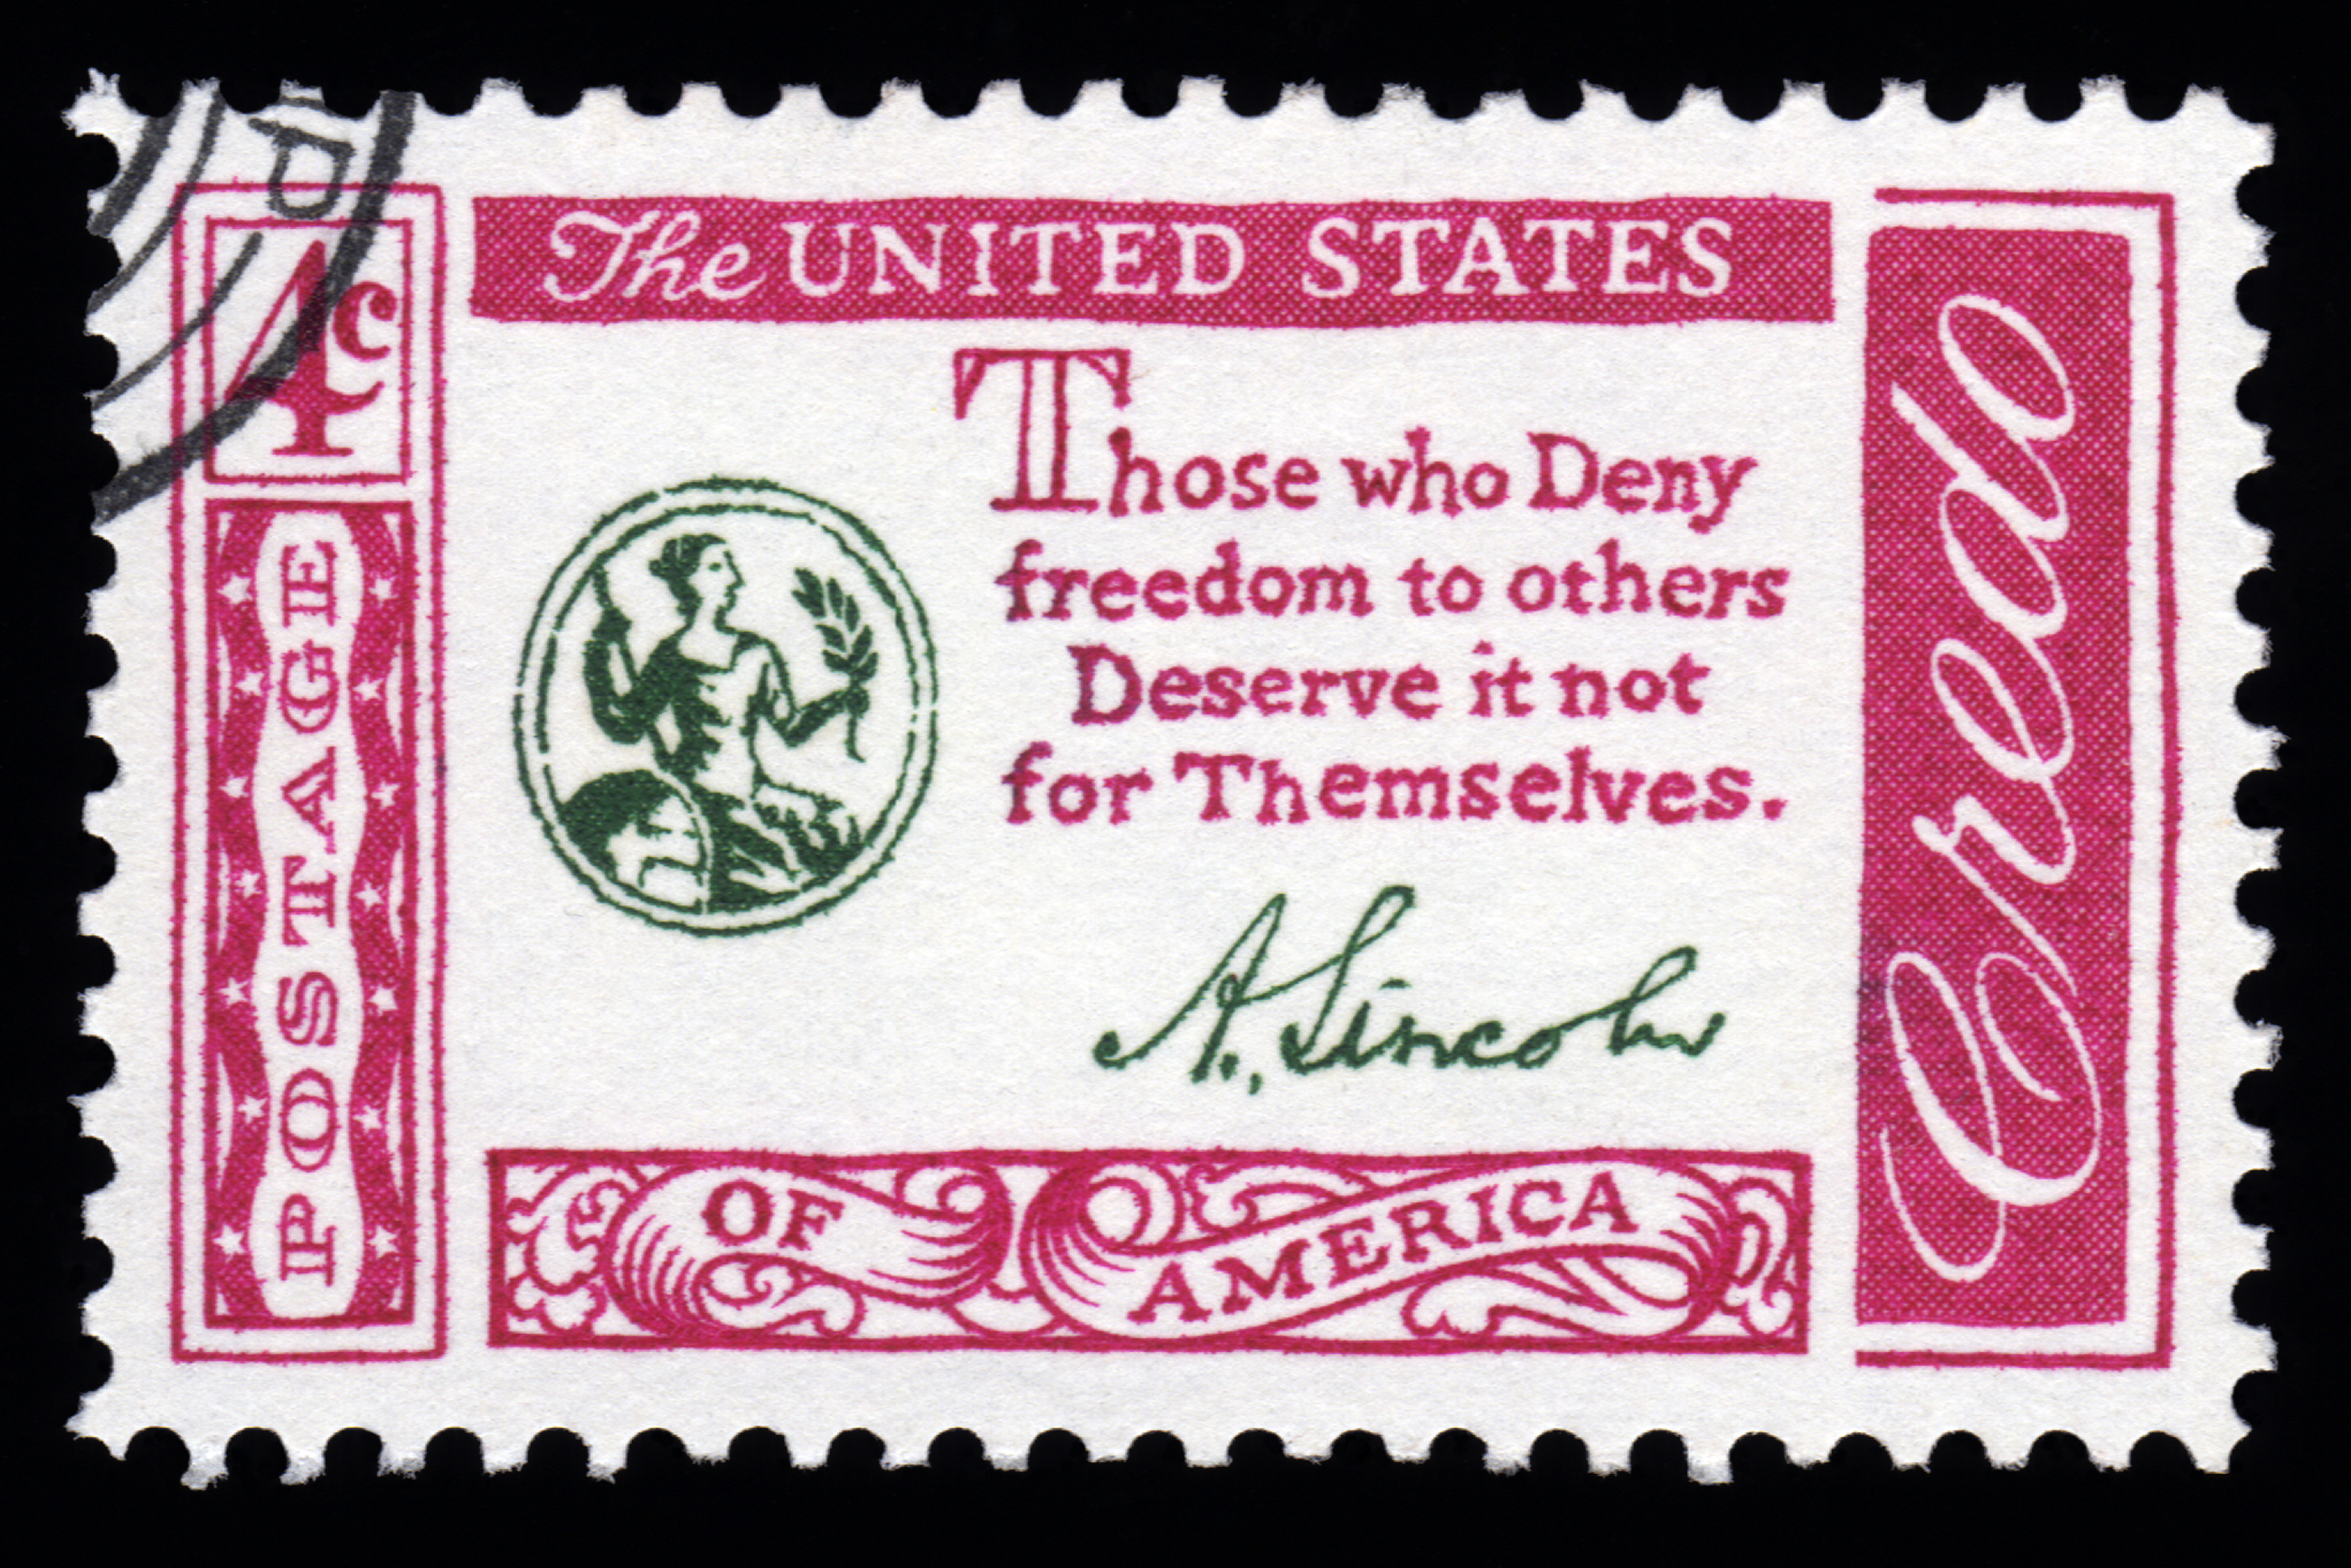 4c
POSTAGE
The UNITED STATES
Those who Deny
freedom to others
Deserve it not
for Themselves.
A. Lincoln
OF AMERICA
Credo